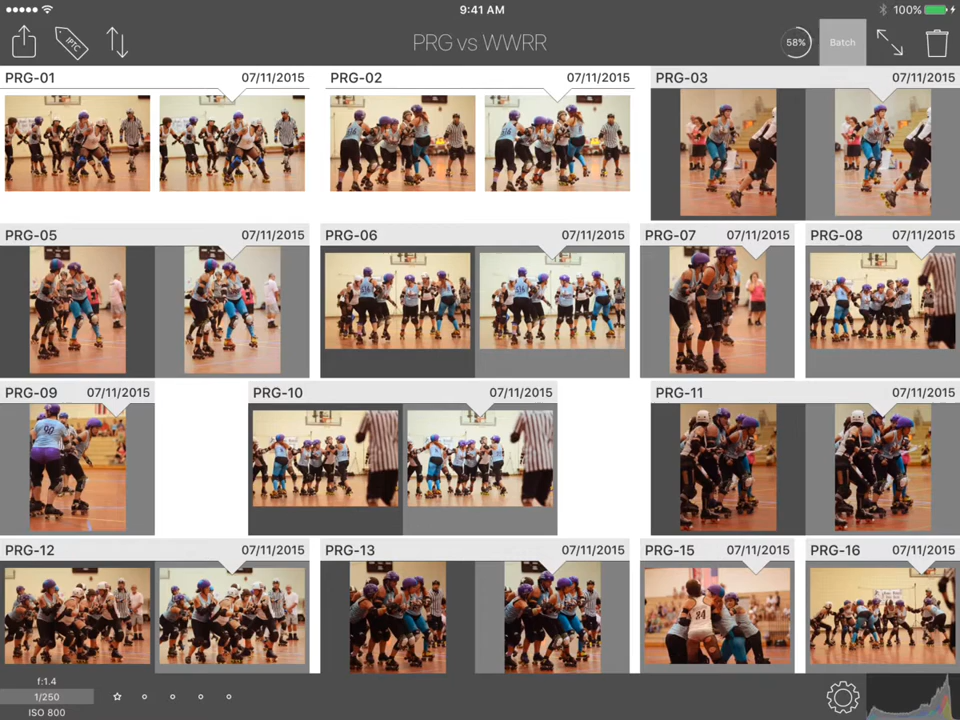 9:41 AM
100%
IPTC
PRG vs WWRR
58%
Batch
PRG-01 07/11/2015
PRG-02 07/11/2015
PRG-03 07/11/2015
PRG-05 07/11/2015
PRG-06 07/11/2015
PRG-07 07/11/2015
PRG-08 07/11/2015
PRG-09 07/11/2015
90
PRG-10 07/11/2015
PRG-11 07/11/2015
PRG-12 07/11/2015
PRG-13 07/11/2015
PRG-15 07/11/2015
PRG-16 07/11/2015
f:1.4
1/250
ISO 800